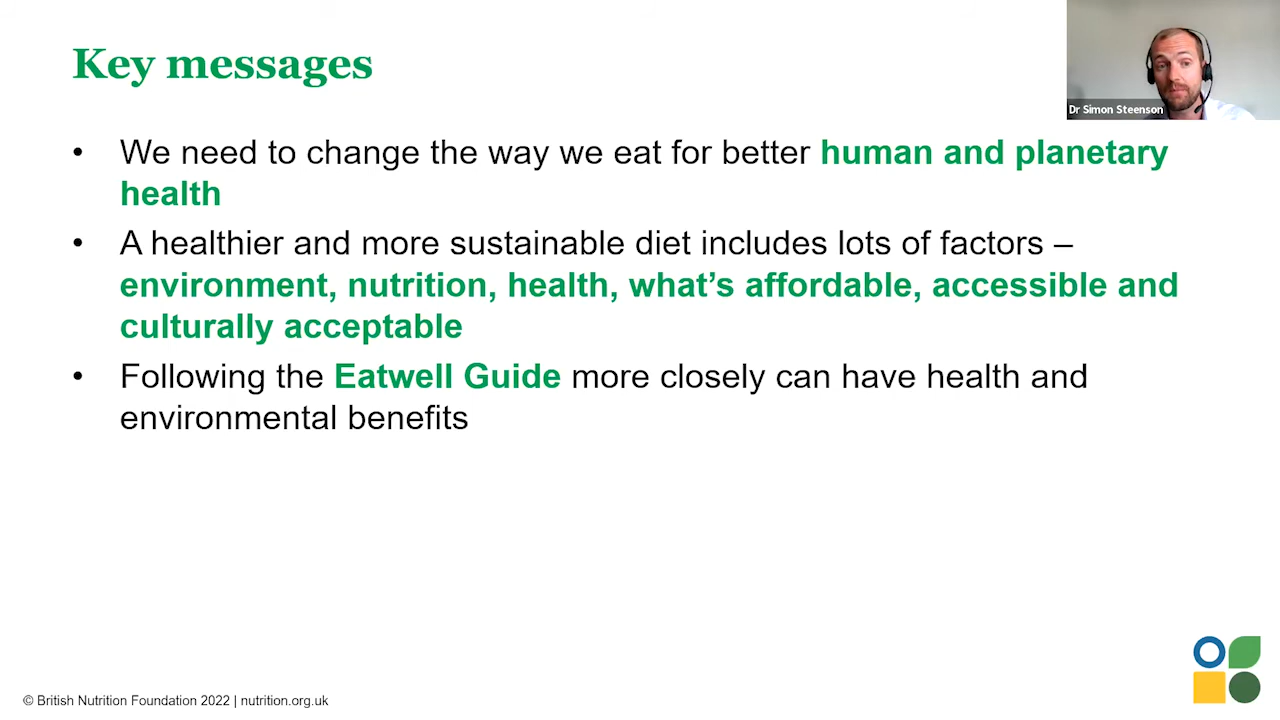 Key messages
Dr Simon Steenson
• We need to change the way we eat for better human and planetary
health
• A healthier and more sustainable diet includes lots of factors –
environment, nutrition, health, what’s affordable, accessible and
culturally acceptable
• Following the Eatwell Guide more closely can have health and
environmental benefits
© British Nutrition Foundation 2022 | nutrition.org.uk